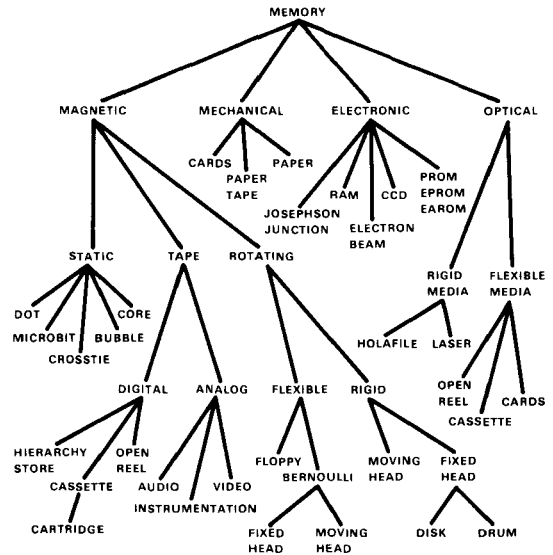 MEMORY
MAGNETIC
MECHANICAL
ELECTRONIC
OPTICAL
CARDS
PAPER
TAPE
PAPER
JOSEPHSON
JUNCTION
RAM
ELECTRON
BEAM
CCD
PROM
EPROM
EAROM
STATIC
TAPE
ROTATING
RIGID
MEDIA
FLEXIBLE
MEDIA
DOT
MICROBIT
CROSSTIE
BUBBLE
CORE
HOLAFILE
LASER
OPEN
REEL
CASSETTE
CARDS
DIGITAL
ANALOG
FLEXIBLE
RIGID
HIERARCHY
STORE
CASSETTE
OPEN
REEL
CARTRIDGE
AUDIO
INSTRUMENTATION
VIDEO
FLOPPY
BERNOULLI
MOVING
HEAD
FIXED
HEAD
FIXED
HEAD
MOVING
HEAD
DISK
DRUM